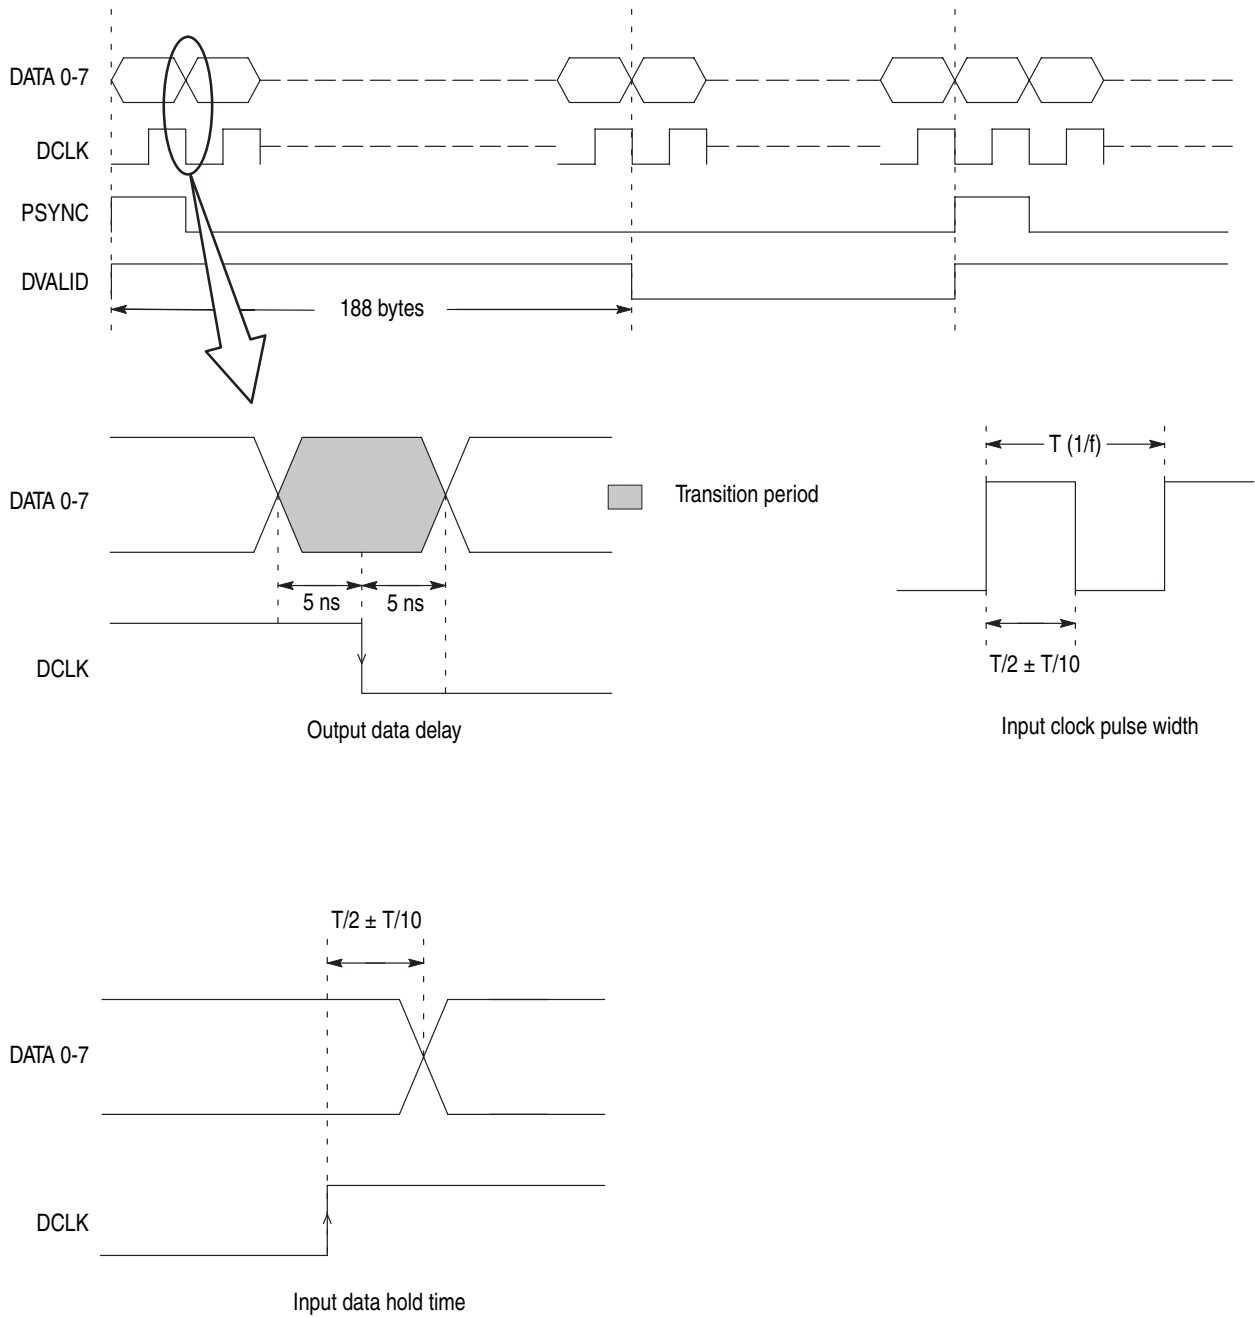 DATA 0-7
DCLK
PSYNC
DVALID
188 bytes
DATA 0-7
Transition period
5 ns
5 ns
DCLK
Output data delay
T (1/f)
T/2 ± T/10
Input clock pulse width
T/2 ± T/10
DATA 0-7
DCLK
Input data hold time